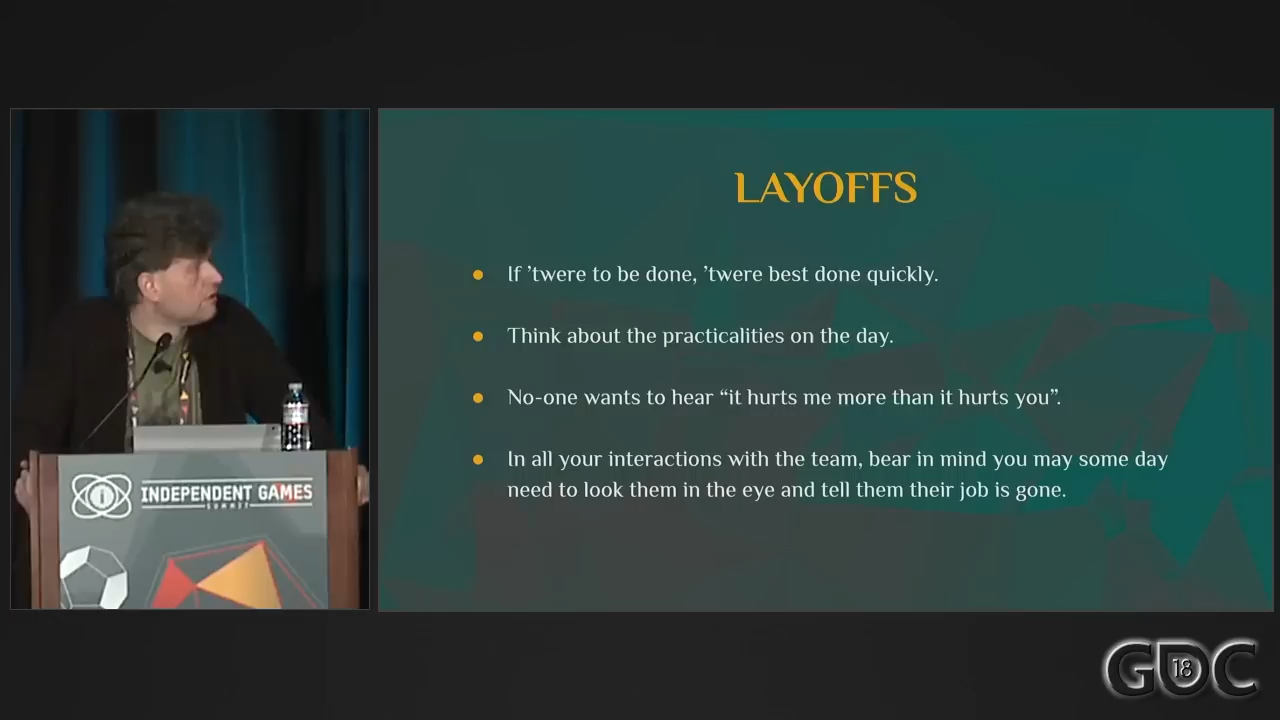 LAYOFFS
If ’twere to be done, ’twere best done quickly.
Think about the practicalities on the day.
No-one wants to hear “it hurts me more than it hurts you”.
In all your interactions with the team, bear in mind you may some day
need to look them in the eye and tell them their job is gone.
INDEPENDENT GAMES
SUMMIT
GDC
18